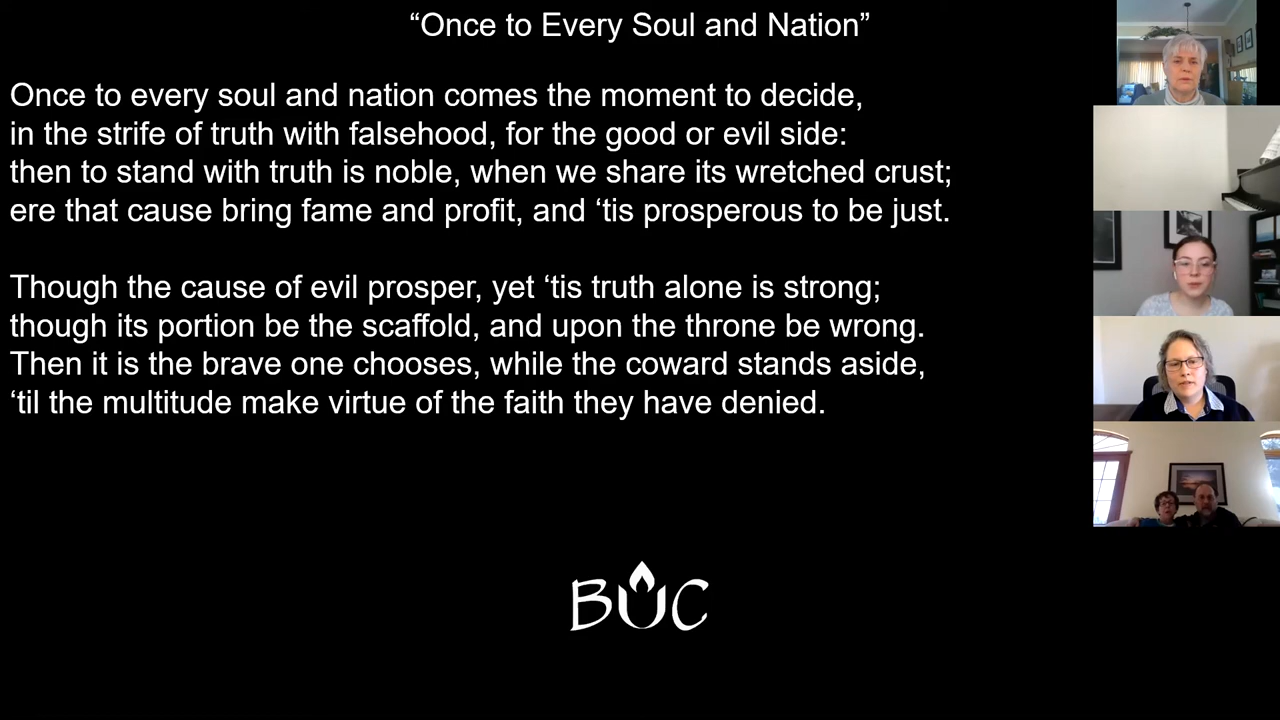 “Once to Every Soul and Nation”
Once to every soul and nation comes the moment to decide,
in the strife of truth with falsehood, for the good or evil side:
then to stand with truth is noble, when we share its wretched crust;
ere that cause bring fame and profit, and ‘tis prosperous to be just.
Though the cause of evil prosper, yet ‘tis truth alone is strong;
though its portion be the scaffold, and upon the throne be wrong.
Then it is the brave one chooses, while the coward stands aside,
‘til the multitude make virtue of the faith they have denied.
BUC